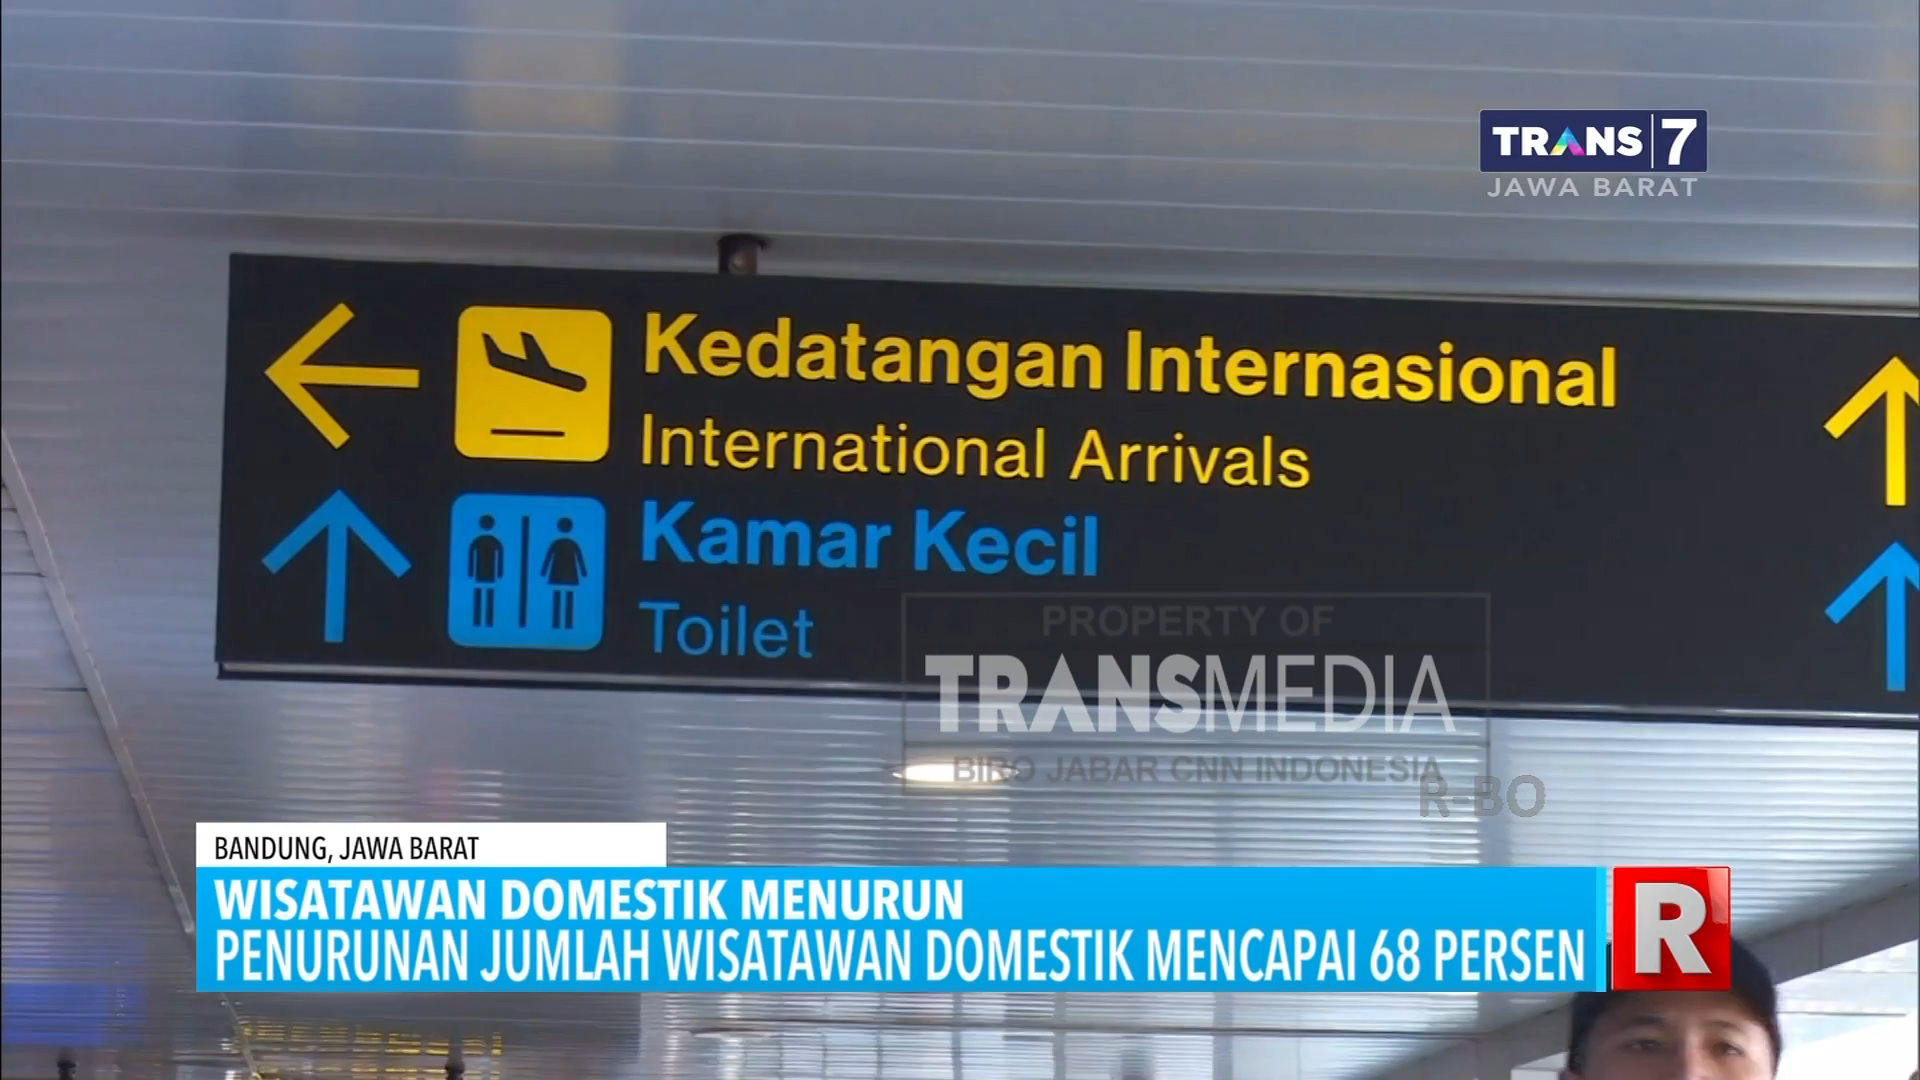 TRANS 7
JAWA BARAT
Kedatangan Internasional
International Arrivals
Kamar Kecil
Toilet
PROPERTY OF
TRANSMEDIA
BIRO JABAR CNN INDONESIA
R-BO
BANDUNG, JAWA BARAT
WISATAWAN DOMESTIK MENURUN
PENURUNAN JUMLAH WISATAWAN DOMESTIK MENCAPAI 68 PERSEN
R